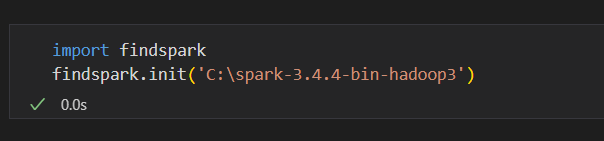 import findspark
findspark.init('C:\spark-3.4.4-bin-hadoop3')
0.0s